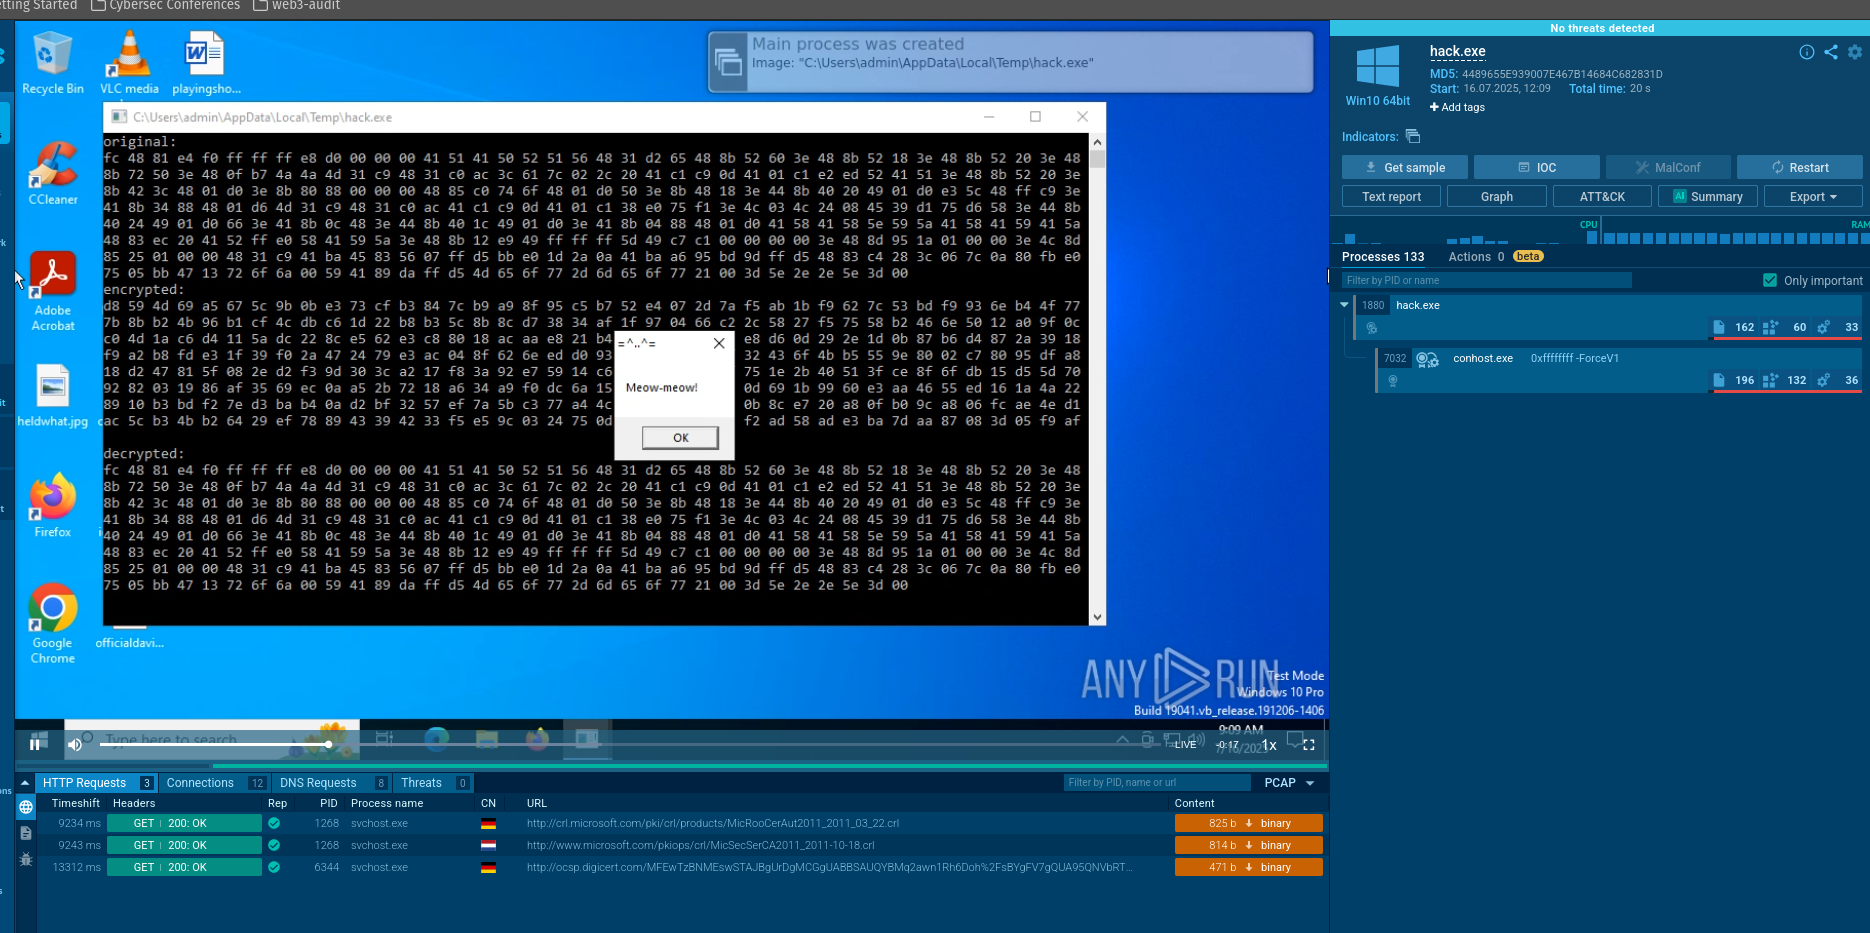 etting Started Cybersec Conferences web3-audit
Recycle Bin
VLC media
playingsho...
CCleaner
Adobe
Acrobat
heldwhat.jpg
Firefox
Google
Chrome
officialdavi...
Main process was created
Image: "C:\Users\admin\AppData\Local\Temp\hack.exe"
C:\Users\admin\AppData\Local\Temp\hack.exe
original:
fc 48 81 e4 f0 ff ff ff e8 d0 00 00 00 41 51 41 50 52 51 56 48 31 d2 65 48 8b 52 60 3e 48 8b 52 18 3e 48 8b 52 20 3e 48
8b 72 50 3e 48 0f b7 4a 4a 4d 31 c9 48 31 c0 ac 3c 61 7c 02 2c 20 41 c1 c9 0d 41 01 c1 e2 ed 52 41 51 3e 48 8b 52 20 3e
8b 42 3c 48 01 d0 3e 8b 80 88 00 00 00 48 85 c0 74 6f 48 01 d0 50 3e 8b 48 18 3e 44 8b 40 20 49 01 d0 e3 5c 48 ff c9 3e
41 8b 34 88 48 01 d6 4d 31 c9 48 31 c0 ac 41 c1 c9 0d 41 01 c1 38 e0 75 f1 3e 4c 03 4c 24 08 45 39 d1 75 d6 58 3e 44 8b
40 24 49 01 d0 66 3e 41 8b 0c 48 3e 44 8b 40 1c 49 01 d0 3e 41 8b 04 88 48 01 d0 41 58 41 58 5e 59 5a 41 58 41 59 41 5a
48 83 ec 20 41 52 ff e0 58 41 59 5a 3e 48 8b 12 e9 49 ff ff ff 5d 49 c7 c1 00 00 00 00 3e 48 8d 95 1a 01 00 00 3e 4c 8d
85 25 01 00 00 48 31 c9 41 ba 45 83 56 07 ff d5 bb e0 1d 2a 0a 41 ba a6 95 bd 9d ff d5 48 83 c4 28 3c 06 7c 0a 80 fb e0
75 05 bb 47 13 72 6f 6a 00 59 41 89 da ff d5 4d 65 6f 77 2d 6d 65 6f 77 21 00 3d 5e 2e 2e 5e 3d 00
encrypted:
d8 59 4d 69 a5 67 5c 9b 0b e3 73 cf b3 84 7c b9 a9 8f 95 c5 b7 52 e4 07 2d 7a f5 ab 1b f9 62 7c 53 bd f9 93 6e b4 4f 77
7b 8b b2 4b 96 b1 cf 4c db c6 1d 22 b8 b3 5c 8b 8c d7 38 34 af 1f 97 04 66 c2 2c 58 27 f5 75 58 b2 46 6e 50 12 a0 9f 0c
c0 4d 1a c6 d4 11 5a dc 22 8c e5 62 e3 c8 80 18 ac aa e8 21 b4 e8 d6 0d 29 2e 1d 0b 87 b6 d4 87 2a 39 18
f9 a2 b8 fd e3 1f 39 f0 2a 47 24 79 e3 ac 04 8f 62 6e ed d0 93 32 43 6f 4b b5 55 9e 80 02 c7 80 95 df a8
18 d2 47 81 5f 08 2e d2 f3 9d 30 3c a2 17 f8 3a 92 e7 59 14 c6 75 1e 2b 40 51 3f ce 8f 6f db 15 d5 5d 70
92 82 03 19 86 af 35 69 ec 0a a5 2b 72 18 a6 34 a9 f0 dc 6a 15 0d 69 1b 99 60 e3 aa 46 55 ed 16 1a 4a 22
89 10 b3 bd f2 7e d3 ba b4 0a d2 bf 32 57 ef 7a 5b c3 77 a4 4c 0b 8c e7 20 a8 0f b0 9c a8 06 fc ae 4e d1
ac 5c b3 4b b2 64 29 ef 78 89 43 39 42 33 f5 e5 9c 03 24 75 0d f2 ad 58 ad e3 ba 7d aa 87 08 3d 05 f9 af
decrypted:
fc 48 81 e4 f0 ff ff ff e8 d0 00 00 00 41 51 41 50 52 51 56 48 31 d2 65 48 8b 52 60 3e 48 8b 52 18 3e 48 8b 52 20 3e 48
8b 72 50 3e 48 0f b7 4a 4a 4d 31 c9 48 31 c0 ac 3c 61 7c 02 2c 20 41 c1 c9 0d 41 01 c1 e2 ed 52 41 51 3e 48 8b 52 20 3e
8b 42 3c 48 01 d0 3e 8b 80 88 00 00 00 48 85 c0 74 6f 48 01 d0 50 3e 8b 48 18 3e 44 8b 40 20 49 01 d0 e3 5c 48 ff c9 3e
41 8b 34 88 48 01 d6 4d 31 c9 48 31 c0 ac 41 c1 c9 0d 41 01 c1 38 e0 75 f1 3e 4c 03 4c 24 08 45 39 d1 75 d6 58 3e 44 8b
40 24 49 01 d0 66 3e 41 8b 0c 48 3e 44 8b 40 1c 49 01 d0 3e 41 8b 04 88 48 01 d0 41 58 41 58 5e 59 5a 41 58 41 59 41 5a
48 83 ec 20 41 52 ff e0 58 41 59 5a 3e 48 8b 12 e9 49 ff ff ff 5d 49 c7 c1 00 00 00 00 3e 48 8d 95 1a 01 00 00 3e 4c 8d
85 25 01 00 00 48 31 c9 41 ba 45 83 56 07 ff d5 bb e0 1d 2a 0a 41 ba a6 95 bd 9d ff d5 48 83 c4 28 3c 06 7c 0a 80 fb e0
75 05 bb 47 13 72 6f 6a 00 59 41 89 da ff d5 4d 65 6f 77 2d 6d 65 6f 77 21 00 3d 5e 2e 2e 5e 3d 00
=^..^=
Meow-meow!
OK
ANY RUN
Test Mode
Windows 10 Pro
Build 19041.vb_release.191206-1406
Type here to search
9:09 AM
LIVE -0:17 1x
No threats detected
Win10 64bit
hack.exe
MD5: 4489655E939007E467B14684C682831D
Start: 16.07.2025, 12:09 Total time: 20 s
+ Add tags
Indicators:
Get sample IOC MalConf Restart
Text report Graph ATT&CK AI Summary Export
CPU RAM
Processes 133 Actions 0 beta
Filter by PID or name Only important
1880 hack.exe
162 60 33
7032 conhost.exe 0xffffffff -ForceV1
196 132 36
HTTP Requests 3 Connections 12 DNS Requests 8 Threats 0 Filter by PID, name or url PCAP
Timeshift Headers Rep PID Process name CN URL Content
9234 ms GET 200: OK 1268 svchost.exe http://crl.microsoft.com/pki/crl/products/MicRooCerAut2011_2011_03_22.crl 825 b binary
9243 ms GET 200: OK 1268 svchost.exe http://www.microsoft.com/pkiops/crl/MicSecSerCA2011_2011-10-18.crl 814 b binary
13312 ms GET 200: OK 6344 svchost.exe http://ocsp.digicert.com/MFEwTzBNMEswSTAJBgUrDgMCGgUABBSAUQYBMq2awn1Rh6Doh%2FsBYgFV7gQUA95QNVbRT... 471 b binary